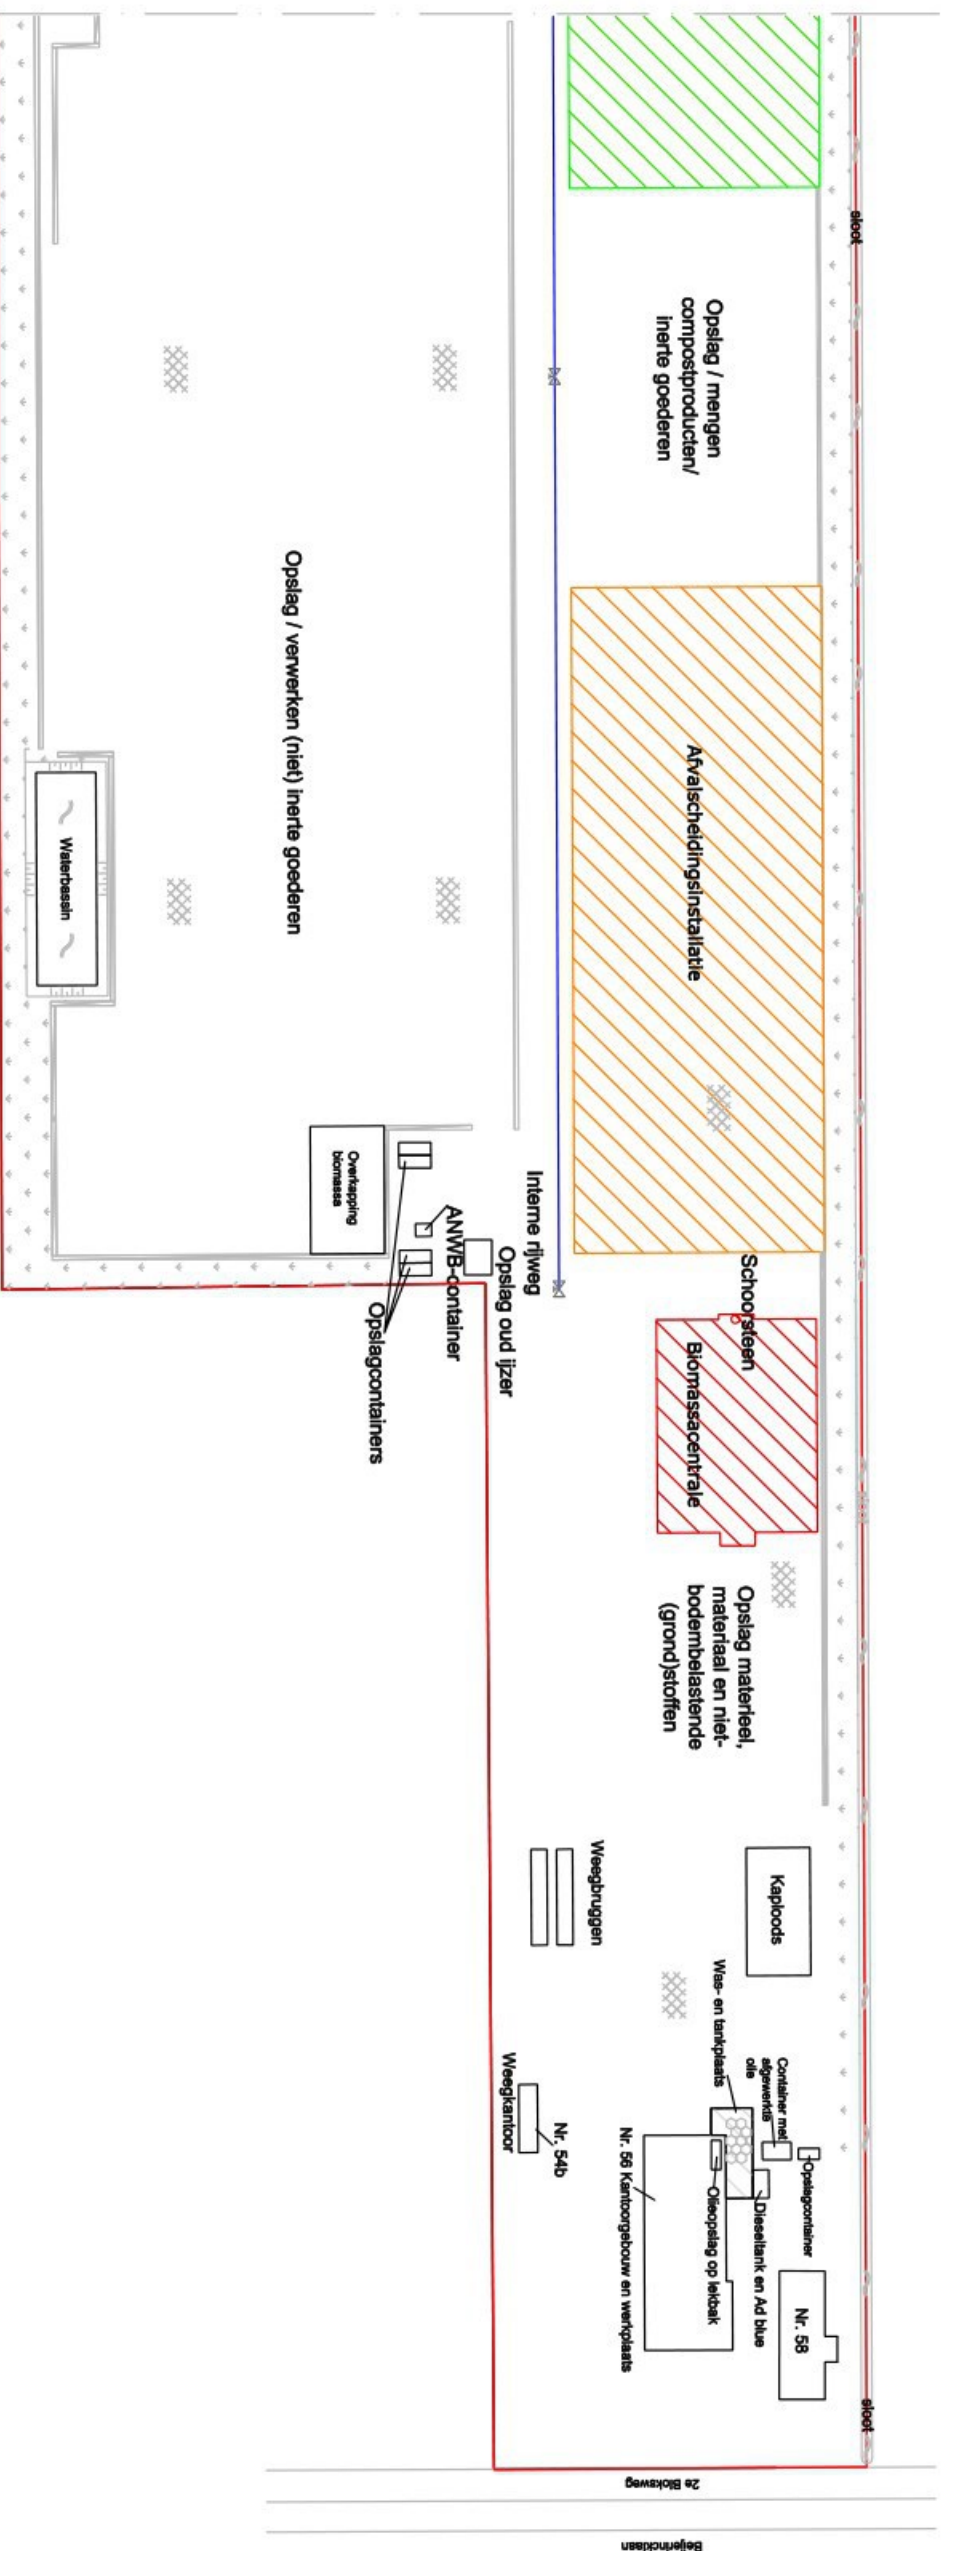 sloot
Opslag / mengen
compostproducten/
inerte goederen
Opslag / verwerken (niet) inerte goederen
Afvalscheidingsinstallatie
Waterbassin
Overkapping
biomassa
Interne rijweg
Opslag oud ijzer
ANWB-container
Opslagcontainers
Schoorsteen
Biomassacentrale
Opslag materieel,
materiaal en niet-
bodembelastende
(grond)stoffen
Weegbruggen
Kaploods
Was- en tankplaats
Container met
afgewerkte
olie
Opslagcontainer
Dieseltank en Ad blue
Olieopslag op lekbak
Nr. 56 Kantoorgebouw en werkplaats
Nr. 54b
Weegkantoor
Nr. 58
sloot
2e Bloksweg
Beijerincklaan